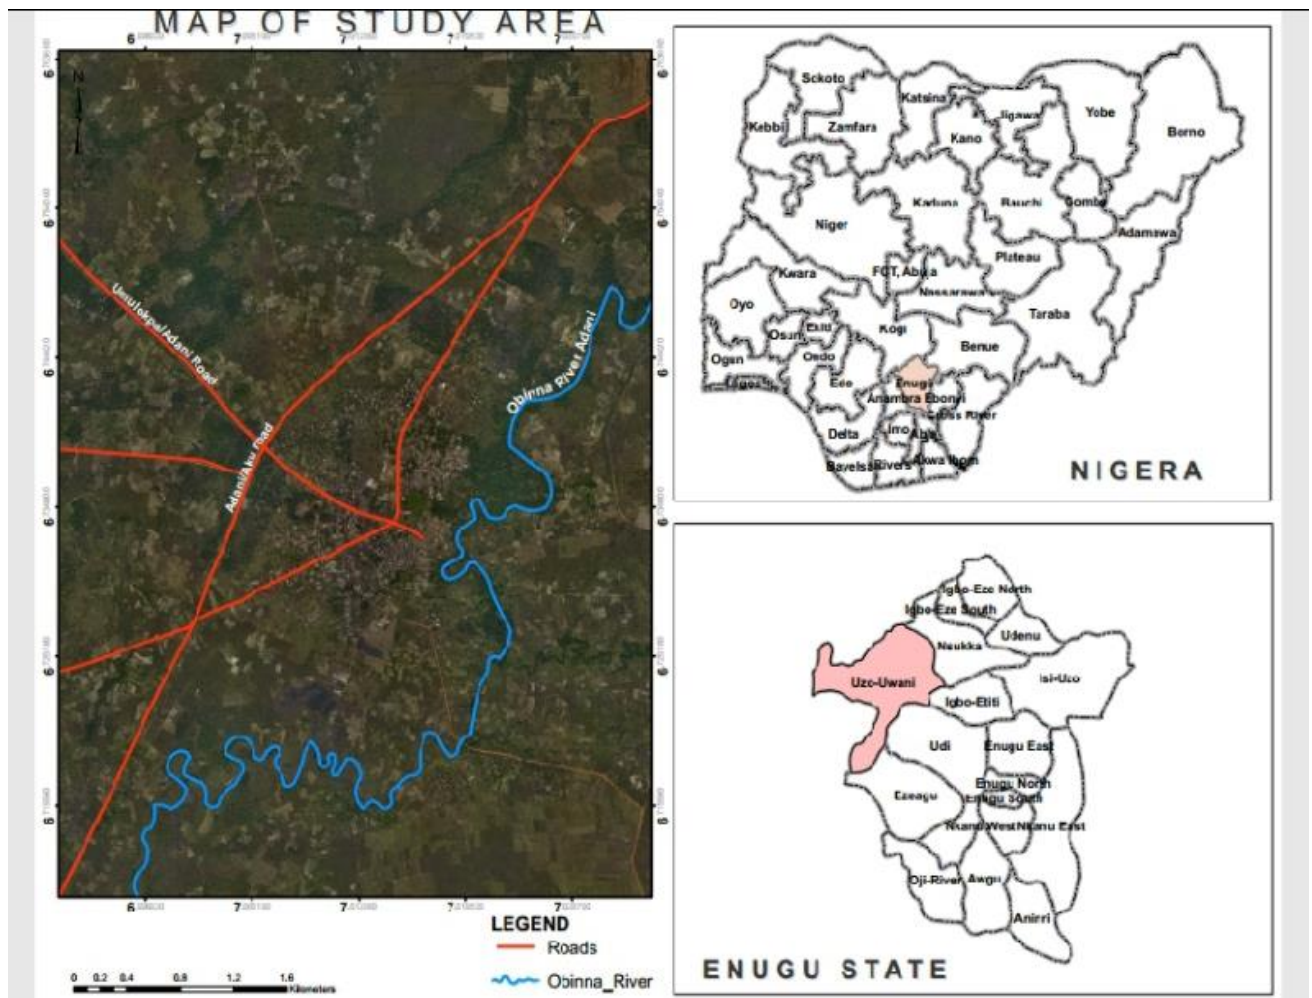 MAP OF STUDY AREA
N
Umulokpa/Adani Road
Adani/Aku road
Obinna River Adani
LEGEND
Roads
Obinna_River
0 0.2 0.4 0.8 1.2 1.6
Kilometers
Sokoto
Katsina
Jigawa
Yobe
Borno
Kebbi
Zamfara
Kano
Niger
Kaduna
Bauchi
Gombe
Adamawa
Plateau
FCT, Abuja
Kwara
Nassarawa
Oyo
Taraba
Osun
Ekiti
Kogi
Benue
Ogun
Ondo
Edo
Enugu
Lagos
Anambra Ebonyi
Cross River
Delta
Imo
Abia
Bayelsa
Rivers
Akwa Ibom
NIGERA
Igbo-Eze North
Igbo-Eze South
Udenu
Nsukka
Uzo-Uwani
Isi-Uzo
Igbo-Etiti
Udi
Enugu East
Enugu North
Enugu South
Ezeagu
Nkanu West
Nkanu East
Oji-River
Awgu
Aninri
ENUGU STATE